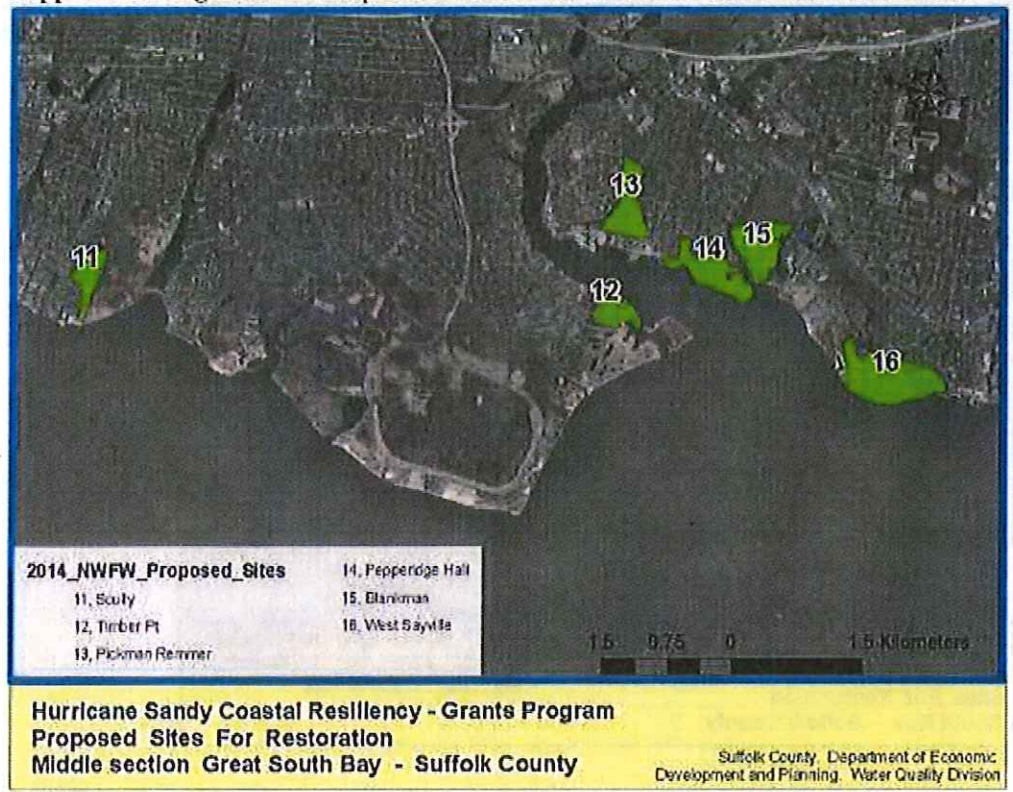 11
12
13
14
15
16
2014_NWFW_Proposed_Sites
11, Scully
12, Timber Pt
13, Pickman Remmer
14, Pepperidge Hall
15, Blankman
16, West Sayville
1.5 0.75 0 1.5 Kilometers
Hurricane Sandy Coastal Resiliency - Grants Program
Proposed Sites For Restoration
Middle section Great South Bay - Suffolk County
Suffolk County. Department of Economic
Development and Planning. Water Quality Division